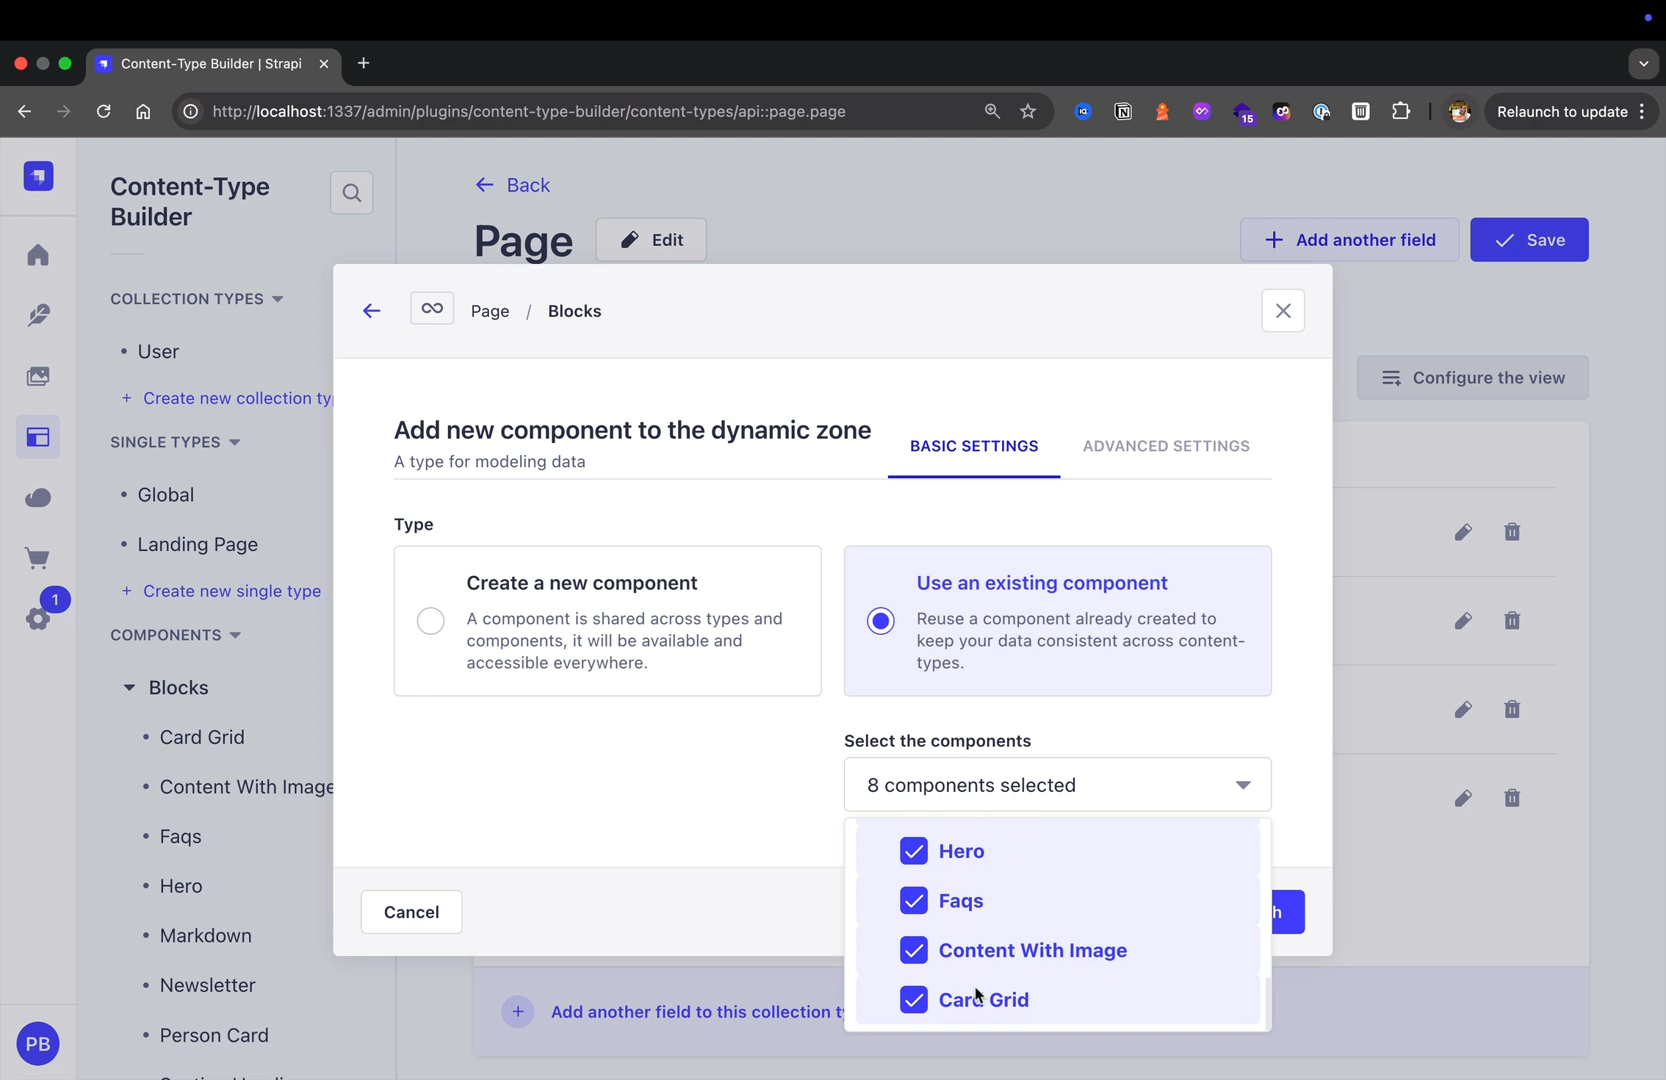 Content-Type Builder | Strapi
http://localhost:1337/admin/plugins/content-type-builder/content-types/api::page.page
15
Relaunch to update
Content-Type
Builder
COLLECTION TYPES
User
+ Create new collection ty
SINGLE TYPES
Global
Landing Page
+ Create new single type
1
COMPONENTS
Blocks
Card Grid
Content With Image
Faqs
Hero
Markdown
Newsletter
Person Card
PB
Back
Page
Edit
+ Add another field
Save
Configure the view
Page / Blocks
Add new component to the dynamic zone
A type for modeling data
BASIC SETTINGS
ADVANCED SETTINGS
Type
Create a new component
A component is shared across types and
components, it will be available and
accessible everywhere.
Use an existing component
Reuse a component already created to
keep your data consistent across content-
types.
Select the components
8 components selected
Hero
Faqs
Content With Image
Card Grid
Cancel
h
+ Add another field to this collection ty